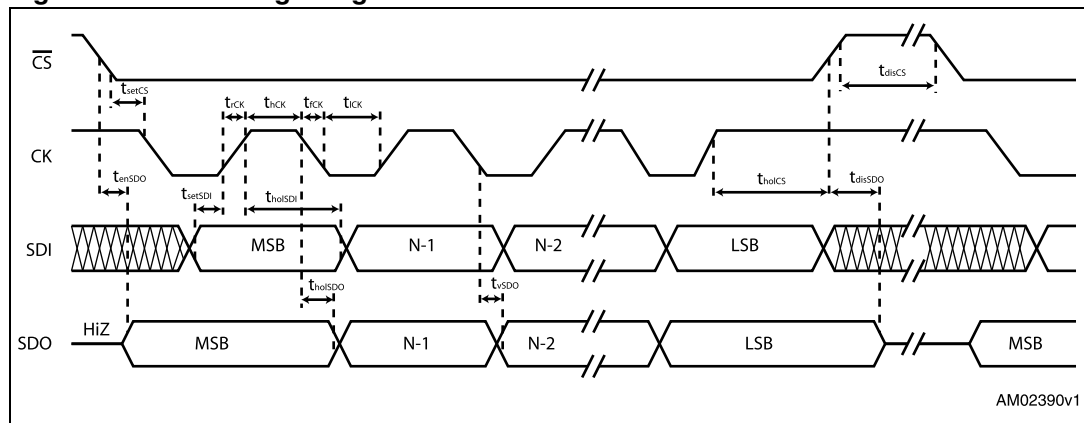 CS
tsetCS
tdisCS
trCK
thCK
tfCK
tlCK
CK
tenSDO
tsetSDI
tholSDI
tholCS
tdisSDO
SDI
MSB
N-1
N-2
LSB
tholSDO
tvSDO
SDO
HiZ
MSB
N-1
N-2
LSB
MSB
AM02390v1